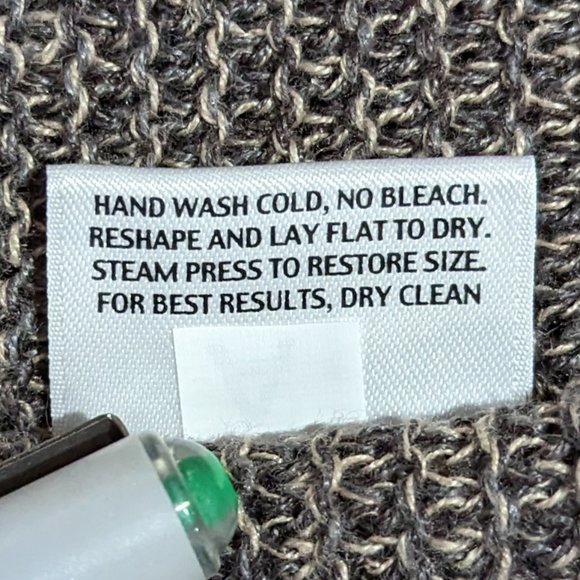 HAND WASH COLD, NO BLEACH.
RESHAPE AND LAY FLAT TO DRY.
STEAM PRESS TO RESTORE SIZE.
FOR BEST RESULTS, DRY CLEAN